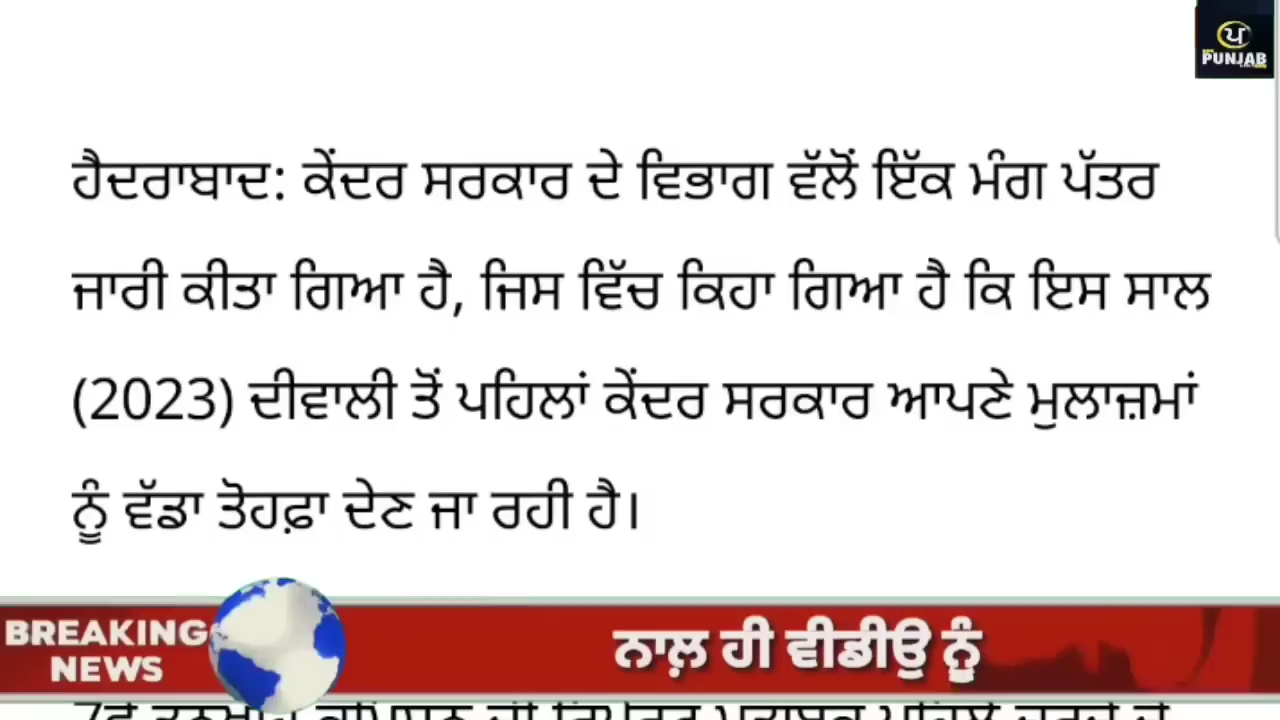 ਪ
PUNJAB
ਹੈਦਰਾਬਾਦ: ਕੇਂਦਰ ਸਰਕਾਰ ਦੇ ਵਿਭਾਗ ਵੱਲੋਂ ਇੱਕ ਮੰਗ ਪੱਤਰ
ਜਾਰੀ ਕੀਤਾ ਗਿਆ ਹੈ, ਜਿਸ ਵਿੱਚ ਕਿਹਾ ਗਿਆ ਹੈ ਕਿ ਇਸ ਸਾਲ
(2023) ਦੀਵਾਲੀ ਤੋਂ ਪਹਿਲਾਂ ਕੇਂਦਰ ਸਰਕਾਰ ਆਪਣੇ ਮੁਲਾਜ਼ਮਾਂ
ਨੂੰ ਵੱਡਾ ਤੋਹਫ਼ਾ ਦੇਣ ਜਾ ਰਹੀ ਹੈ।
BREAKING
NEWS
ਨਾਲ਼ ਹੀ ਵੀਡੀਉ ਨੂੰ